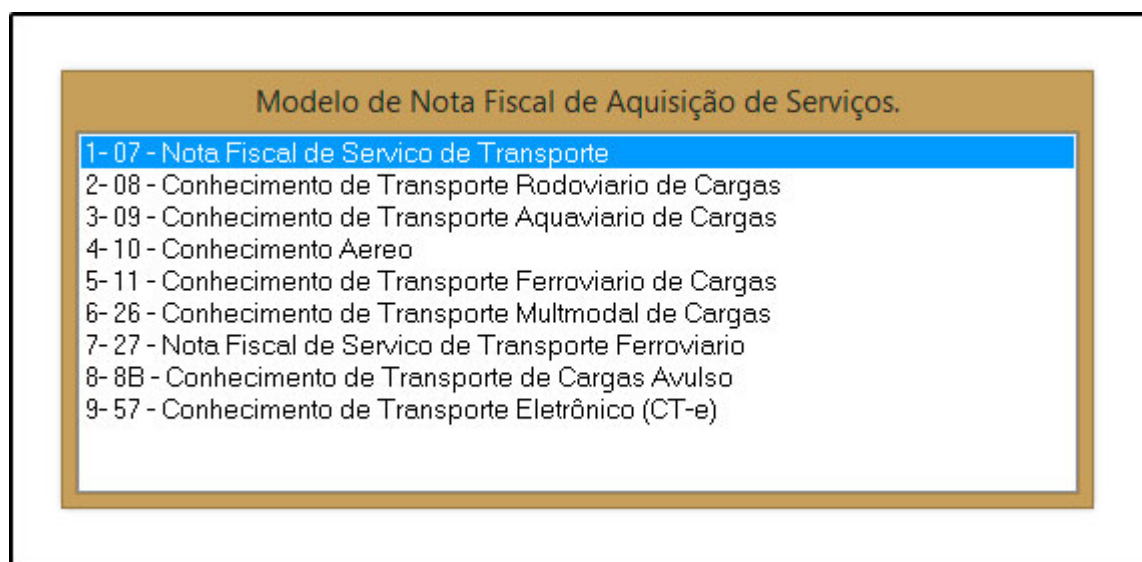 Modelo de Nota Fiscal de Aquisição de Serviços.
1- 07 - Nota Fiscal de Servico de Transporte
2- 08 - Conhecimento de Transporte Rodoviario de Cargas
3- 09 - Conhecimento de Transporte Aquaviario de Cargas
4- 10 - Conhecimento Aereo
5- 11 - Conhecimento de Transporte Ferroviario de Cargas
6- 26 - Conhecimento de Transporte Multmodal de Cargas
7- 27 - Nota Fiscal de Servico de Transporte Ferroviario
8- 8B - Conhecimento de Transporte de Cargas Avulso
9- 57 - Conhecimento de Transporte Eletrônico (CT-e)